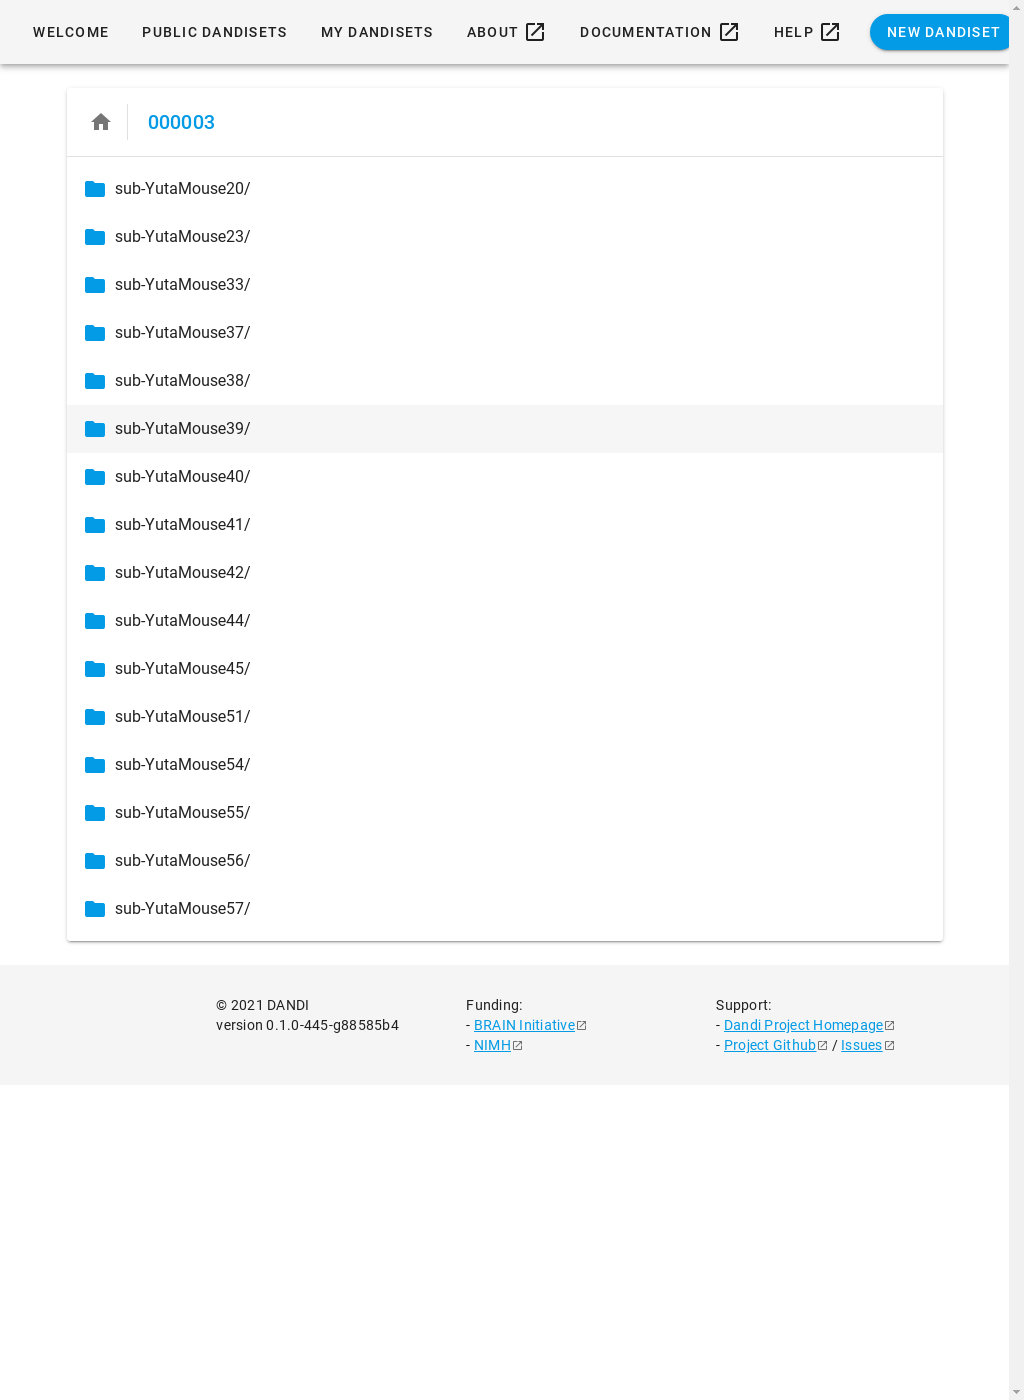 WELCOME PUBLIC DANDISETS MY DANDISETS ABOUT DOCUMENTATION HELP NEW DANDISET
000003
sub-YutaMouse20/
sub-YutaMouse23/
sub-YutaMouse33/
sub-YutaMouse37/
sub-YutaMouse38/
sub-YutaMouse39/
sub-YutaMouse40/
sub-YutaMouse41/
sub-YutaMouse42/
sub-YutaMouse44/
sub-YutaMouse45/
sub-YutaMouse51/
sub-YutaMouse54/
sub-YutaMouse55/
sub-YutaMouse56/
sub-YutaMouse57/
© 2021 DANDI
version 0.1.0-445-g88585b4
Funding:
- BRAIN Initiative
- NIMH
Support:
- Dandi Project Homepage
- Project Github / Issues